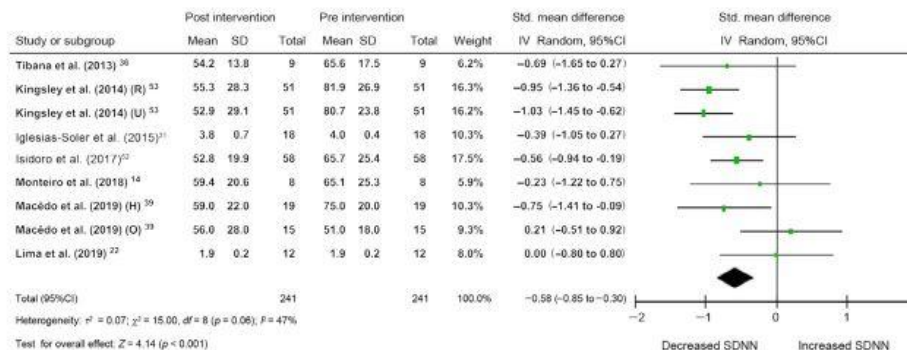 Post intervention Pre intervention Std. mean difference Std. mean difference
Study or subgroup Mean SD Total Mean SD Total Weight IV Random, 95%CI IV Random, 95%CI
Tibana et al. (2013) 36 54.2 13.8 9 65.6 17.5 9 6.2% −0.69 (−1.65 to 0.27)
Kingsley et al. (2014) (R) 53 55.3 28.3 51 81.9 26.9 51 16.3% −0.95 (−1.36 to −0.54)
Kingsley et al. (2014) (U) 53 52.9 29.1 51 80.7 23.8 51 16.1% −1.03 (−1.45 to −0.62)
Iglesias-Soler et al. (2015) 3.8 0.7 18 4.0 0.4 18 10.3% −0.39 (−1.05 to 0.27)
Isidoro et al. (2017) 52.8 19.9 58 65.7 25.4 58 17.5% −0.56 (−0.94 to −0.19)
Monteiro et al. (2018) 14 59.4 20.6 8 65.1 25.3 8 5.9% −0.23 (−1.22 to 0.75)
Macêdo et al. (2019) (H) 39 59.0 22.0 19 75.0 20.0 19 10.3% −0.75 (−1.41 to −0.09)
Macêdo et al. (2019) (O) 39 56.0 28.0 15 51.0 18.0 15 9.3% 0.21 (−0.51 to 0.92)
Lima et al. (2019) 22 1.9 0.2 12 1.9 0.2 12 8.0% 0.00 (−0.80 to 0.80)
Total (95%CI) 241 241 100.0% −0.58 (−0.85 to −0.30)
Heterogeneity: τ² = 0.07; χ² = 15.00, df = 8 (p = 0.06); I² = 47%
−2 −1 0 1 2
Test for overall effect: Z = 4.14 (p < 0.001)
Decreased SDNN Increased SDNN